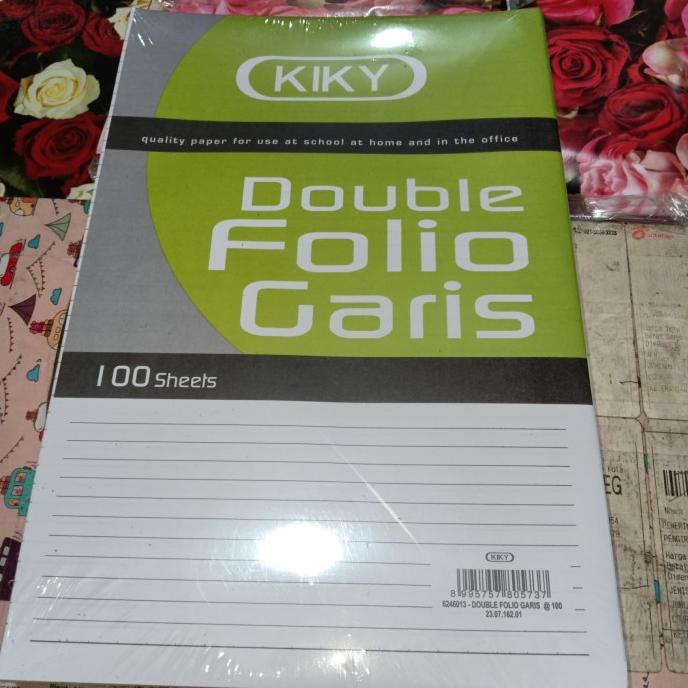 KIKY
quality paper for use at school at home and in the office
Double
Folio
Garis
100 Sheets
KIKY
8 995757 805737
6246013 - DOUBLE FOLIO GARIS @ 100
23.07.162.01